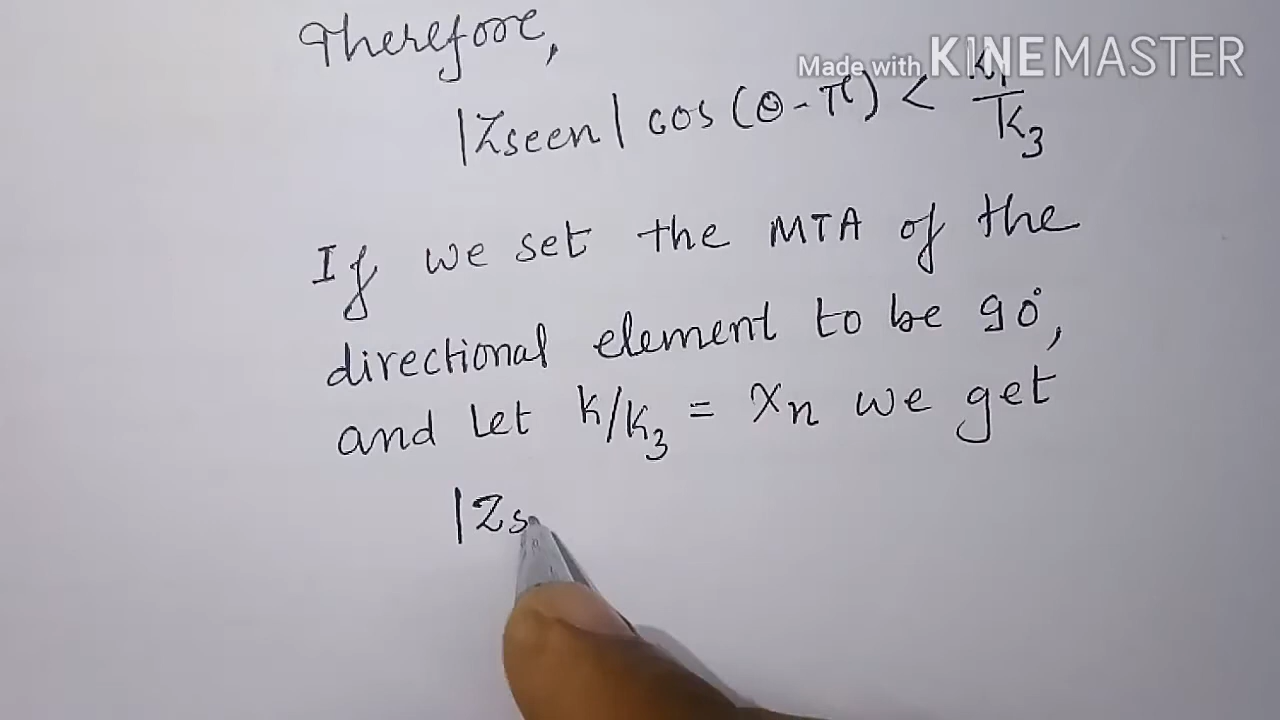 Therefore,
Made with KINEMASTER
|Zseen| cos (θ - π) < K1/K3
If we set the MTA of the
directional element to be 90°,
and let k/k3 = Xn we get
|Zs